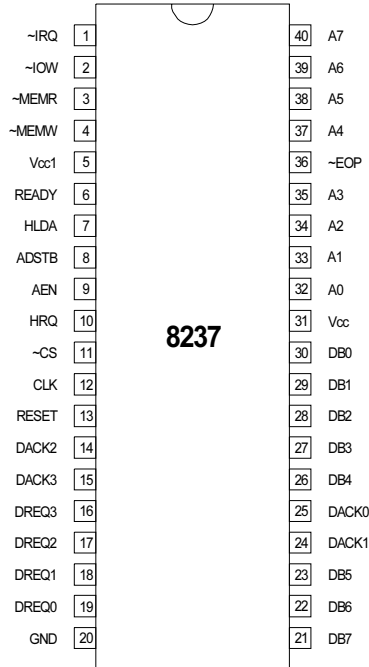 ~IRQ 1 40 A7
~IOW 2 39 A6
~MEMR 3 38 A5
~MEMW 4 37 A4
Vcc1 5 36 ~EOP
READY 6 35 A3
HLDA 7 34 A2
ADSTB 8 33 A1
AEN 9 32 A0
HRQ 10 31 Vcc
8237
~CS 11 30 DB0
CLK 12 29 DB1
RESET 13 28 DB2
DACK2 14 27 DB3
DACK3 15 26 DB4
DREQ3 16 25 DACK0
DREQ2 17 24 DACK1
DREQ1 18 23 DB5
DREQ0 19 22 DB6
GND 20 21 DB7